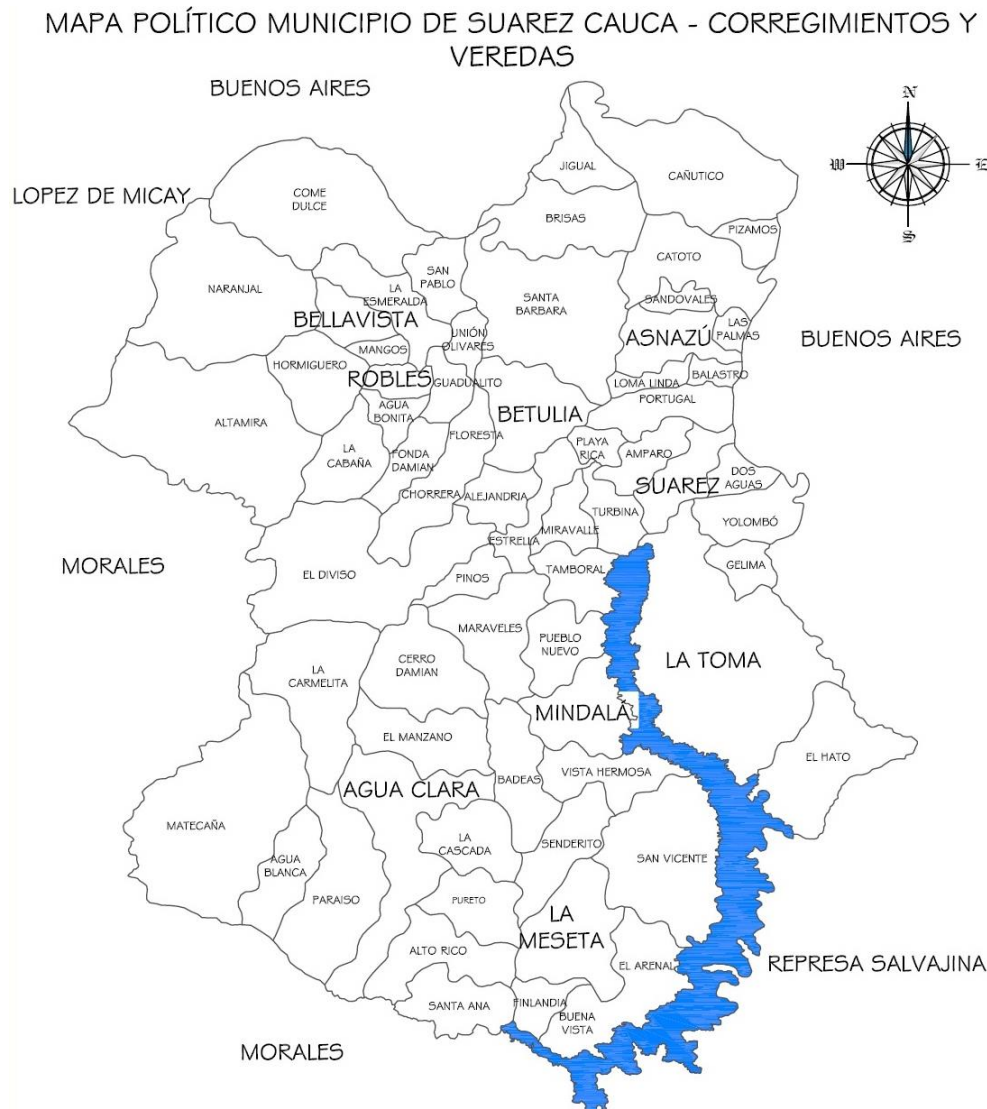 MAPA POLÍTICO MUNICIPIO DE SUAREZ CAUCA - CORREGIMIENTOS Y
VEREDAS
BUENOS AIRES
N
JIGUAL
CAÑUTICO
W
E
LOPEZ DE MICAY
COME
DULCE
BRISAS
PIZAMOS
S
CATOTO
SAN
PABLO
NARANJAL
LA
ESMERALDA
SANTA
BARBARA
SANDOVALES
BELLAVISTA
UNIÓN
OLIVARES
ASNAZÚ
LAS
PALMAS
BUENOS AIRES
MANGOS
HORMIGUERO
ROBLES
GUADUALITO
LOMA LINDA
BALASTRO
PORTUGAL
AGUA
BONITA
BETULIA
ALTAMIRA
FLORESTA
PLAYA
RICA
AMPARO
LA
CABAÑA
FONDA
DAMIAN
DOS
AGUAS
SUAREZ
CHORRERA
ALEJANDRIA
TURBINA
YOLOMBÓ
MIRAVALLE
ESTRELLA
MORALES
GELIMA
EL DIVISO
PINOS
TAMBORAL
MARAVELES
PUEBLO
NUEVO
LA TOMA
CERRO
DAMIAN
LA
CARMELITA
MINDALÁ
EL MANZANO
EL HATO
VISTA HERMOSA
BADEAS
AGUA CLARA
MATECAÑA
LA
CASCADA
SENDERITO
SAN VICENTE
AGUA
BLANCA
PARAISO
PURETO
LA
MESETA
ALTO RICO
EL ARENAL
REPRESA SALVAJINA
SANTA ANA
FINLANDIA
BUENA
VISTA
MORALES